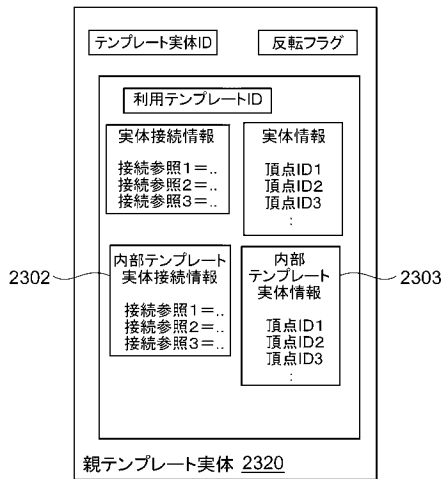 テンプレート実体ID
反転フラグ
利用テンプレートID
実体接続情報
接続参照1=..
接続参照2=..
接続参照3=..
実体情報
頂点ID1
頂点ID2
頂点ID3
:
2302
内部テンプレート
実体接続情報
接続参照1=..
接続参照2=..
接続参照3=..
内部
テンプレート
実体情報
頂点ID1
頂点ID2
頂点ID3
:
2303
親テンプレート実体 2320